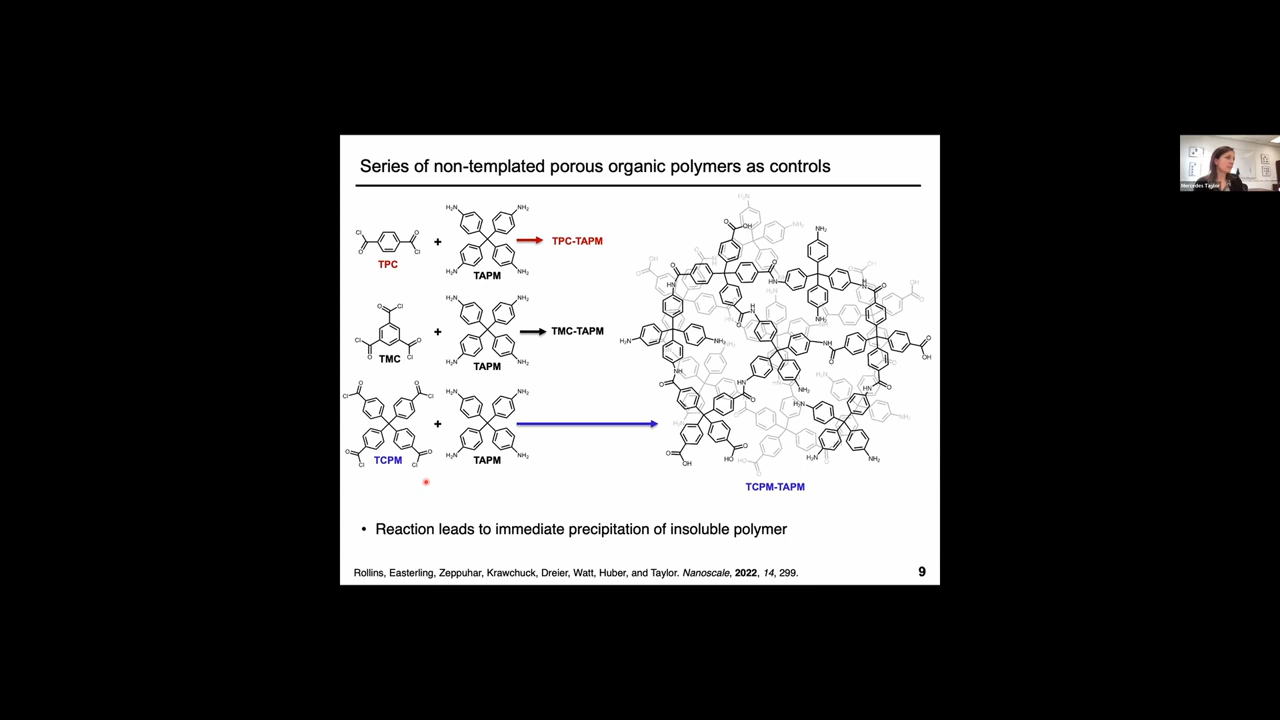 Series of non-templated porous organic polymers as controls
TPC
+
TAPM
TPC-TAPM
TMC
+
TAPM
TMC-TAPM
TCPM
+
TAPM
TCPM-TAPM
• Reaction leads to immediate precipitation of insoluble polymer
Rollins, Easterling, Zeppuhar, Krawchuck, Dreier, Watt, Huber, and Taylor. Nanoscale, 2022, 14, 299.
9
Mercedes Taylor